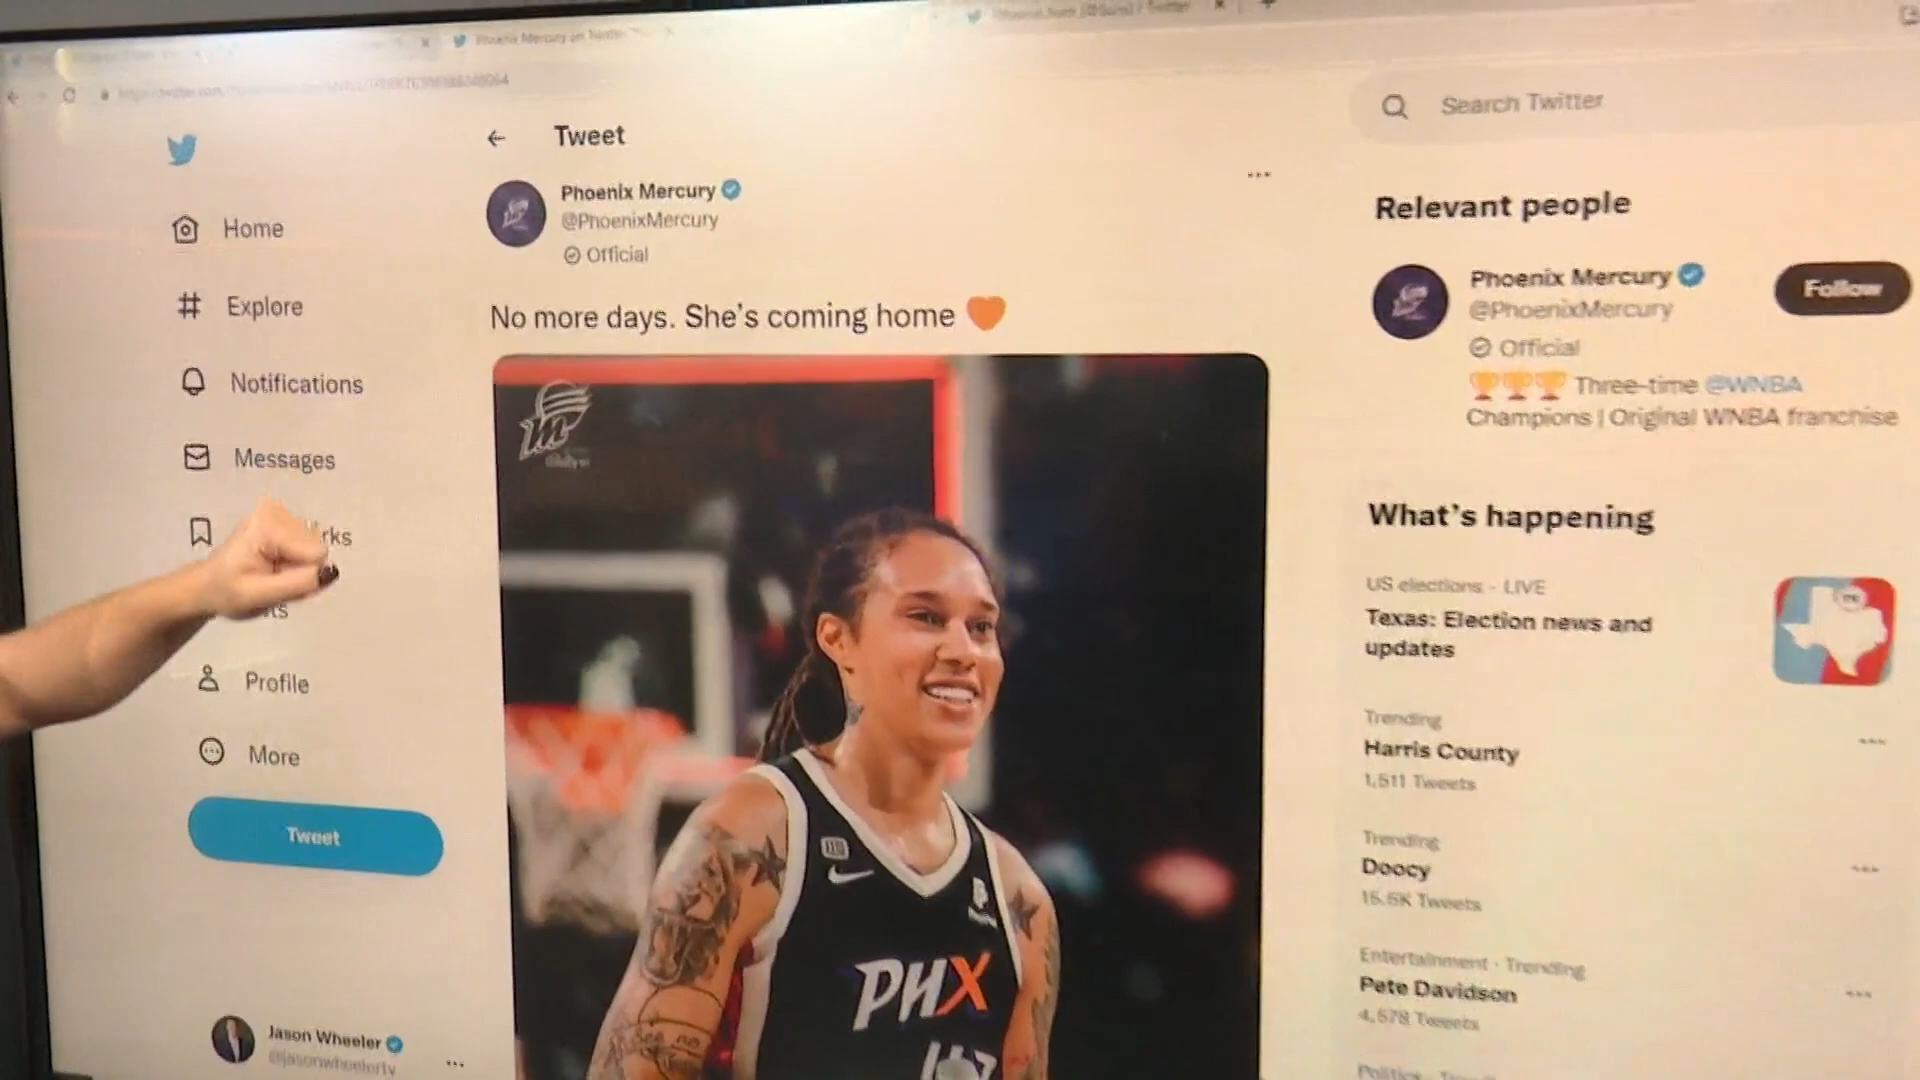 Phoenix Mercury on Twitter
Search Twitter
Home
Explore
Notifications
Messages
rks
ts
Profile
More
Tweet
Jason Wheeler
@jasonwheelertv
Tweet
Phoenix Mercury
@PhoenixMercury
Official
No more days. She's coming home
PHX
Relevant people
Phoenix Mercury
@PhoenixMercury
Official
Follow
Three-time @WNBA
Champions | Original WNBA franchise
What's happening
US elections · LIVE
Texas: Election news and
updates
Trending
Harris County
1,511 Tweets
Trending
Doocy
15.5K Tweets
Entertainment · Trending
Pete Davidson
4,578 Tweets